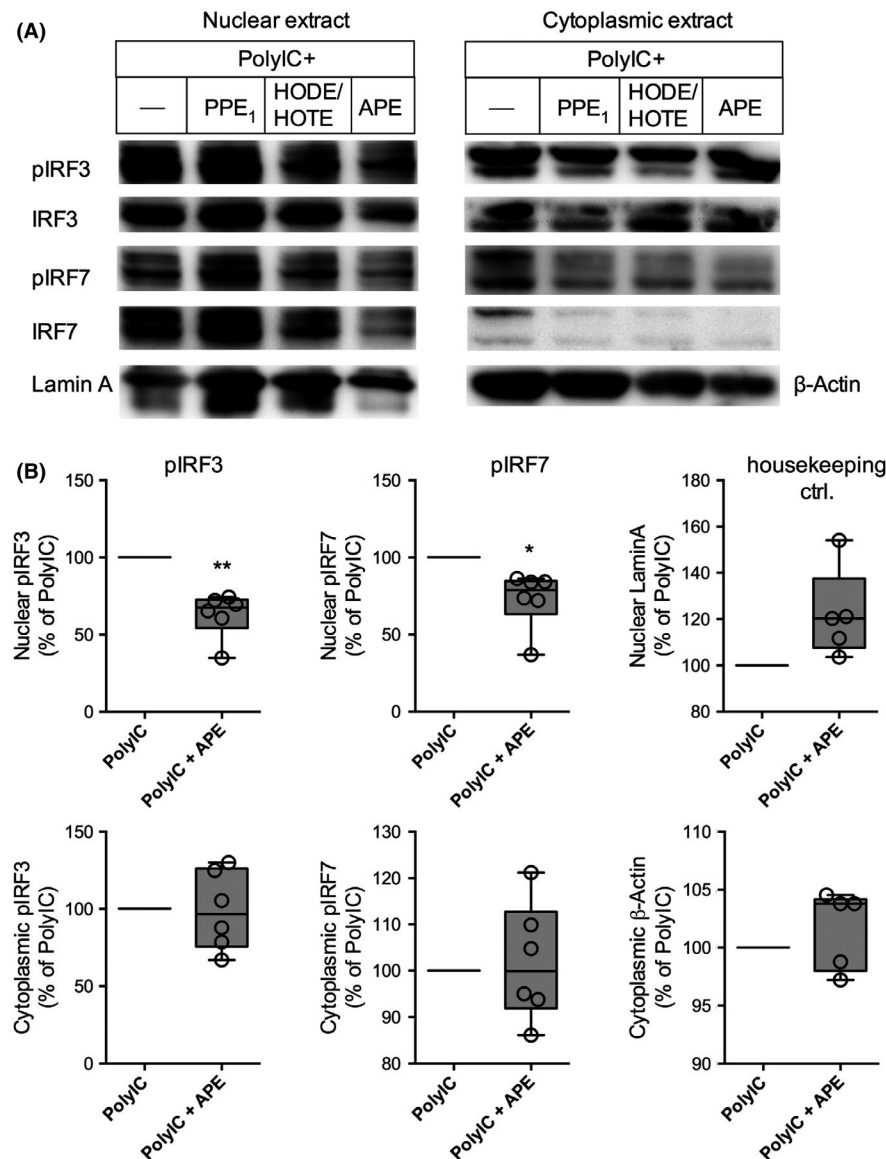 (A)
Nuclear extract
Cytoplasmic extract
PolyIC+
PolyIC+
— PPE₁ HODE/HOTE APE
— PPE₁ HODE/HOTE APE
pIRF3
IRF3
pIRF7
IRF7
Lamin A
β-Actin
(B)
pIRF3
Nuclear pIRF3
(% of PolyIC)
150
100
50
0
**
PolyIC
PolyIC + APE
pIRF7
Nuclear pIRF7
(% of PolyIC)
150
100
50
0
*
PolyIC
PolyIC + APE
housekeeping
ctrl.
Nuclear LaminA
(% of PolyIC)
180
160
140
120
100
80
PolyIC
PolyIC + APE
Cytoplasmic pIRF3
(% of PolyIC)
150
100
50
0
PolyIC
PolyIC + APE
Cytoplasmic pIRF7
(% of PolyIC)
130
120
110
100
90
80
PolyIC
PolyIC + APE
Cytoplasmic β-Actin
(% of PolyIC)
110
105
100
95
90
PolyIC
PolyIC + APE